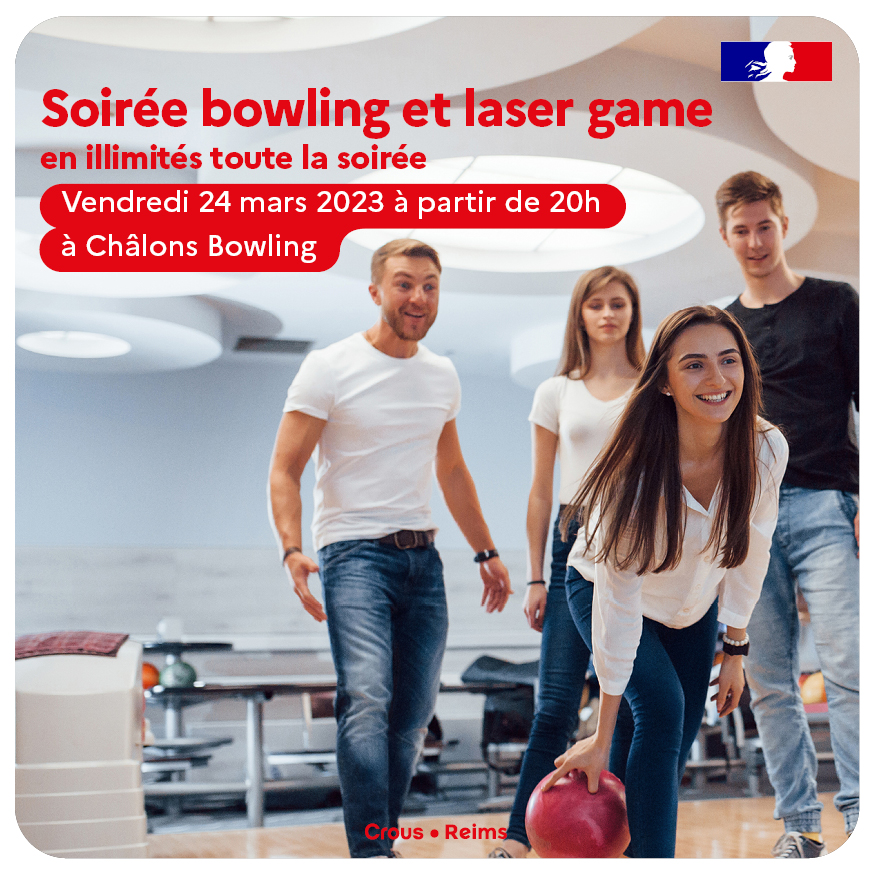 Soirée bowling et laser game
en illimités toute la soirée
Vendredi 24 mars 2023 à partir de 20h
à Châlons Bowling
Crous • Reims